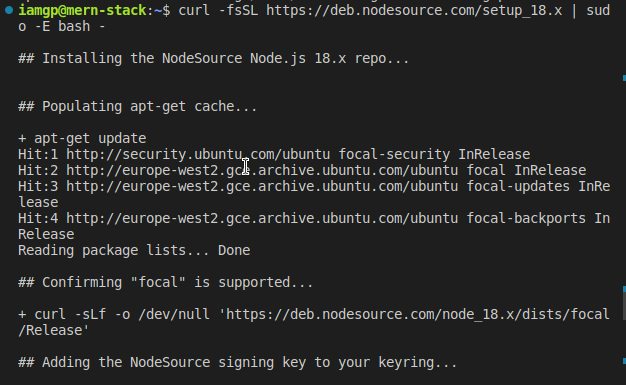 iamgp@mern-stack:~$ curl -fsSL https://deb.nodesource.com/setup_18.x | sud
o -E bash -
## Installing the NodeSource Node.js 18.x repo...
## Populating apt-get cache...
+ apt-get update
Hit:1 http://security.ubuntu.com/ubuntu focal-security InRelease
Hit:2 http://europe-west2.gce.archive.ubuntu.com/ubuntu focal InRelease
Hit:3 http://europe-west2.gce.archive.ubuntu.com/ubuntu focal-updates InRe
lease
Hit:4 http://europe-west2.gce.archive.ubuntu.com/ubuntu focal-backports In
Release
Reading package lists... Done
## Confirming "focal" is supported...
+ curl -sLf -o /dev/null 'https://deb.nodesource.com/node_18.x/dists/focal
/Release'
## Adding the NodeSource signing key to your keyring...